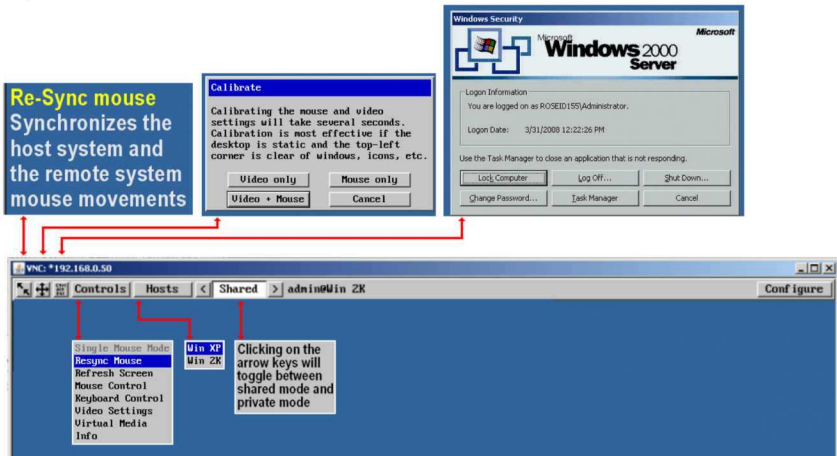 Re-Sync mouse
Synchronizes the
host system and
the remote system
mouse movements
Calibrate
Calibrating the mouse and video
settings will take several seconds.
Calibration is most effective if the
desktop is static and the top-left
corner is clear of windows, icons, etc.
Video only Mouse only
Video + Mouse Cancel
Windows Security
Microsoft
Microsoft
Windows 2000
Server
Logon Information
You are logged on as ROSEID155\Administrator.
Logon Date: 3/31/2008 12:22:26 PM
Use the Task Manager to close an application that is not responding.
Lock Computer Log Off... Shut Down...
Change Password... Task Manager Cancel
VNC: *192.168.0.50
Controls Hosts < Shared > admin@Win 2K Configure
Single Mouse Mode
Resync Mouse
Refresh Screen
Mouse Control
Keyboard Control
Video Settings
Virtual Media
Info
Win XP
Win 2K
Clicking on the
arrow keys will
toggle between
shared mode and
private mode